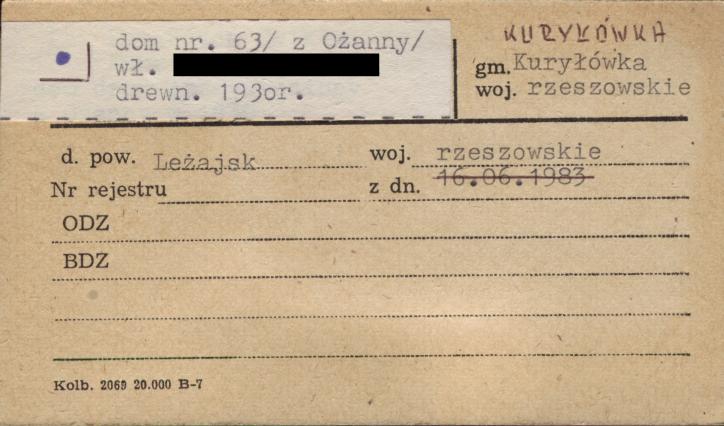 KURYŁÓWKA
dom nr. 63/ z Ożanny/
wł.
drewn. 193or.
gm. Kuryłówka
woj. rzeszowskie
d. pow. Leżajsk woj. rzeszowskie
Nr rejestru z dn. 16.06.1983
ODZ
BDZ
Kolb. 2069 20.000 B-7